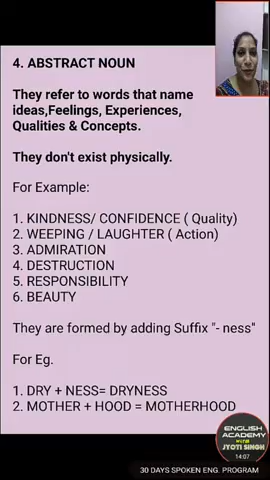 4. ABSTRACT NOUN
They refer to words that name
ideas,Feelings, Experiences,
Qualities & Concepts.
They don't exist physically.
For Example:
1. KINDNESS/ CONFIDENCE ( Quality)
2. WEEPING / LAUGHTER ( Action)
3. ADMIRATION
4. DESTRUCTION
5. RESPONSIBILITY
6. BEAUTY
They are formed by adding Suffix "- ness"
For Eg.
1. DRY + NESS= DRYNESS
2. MOTHER + HOOD = MOTHERHOOD
ENGLISH
ACADEMY
WITH
JYOTI SINGH
14:07
30 DAYS SPOKEN ENG. PROGRAM